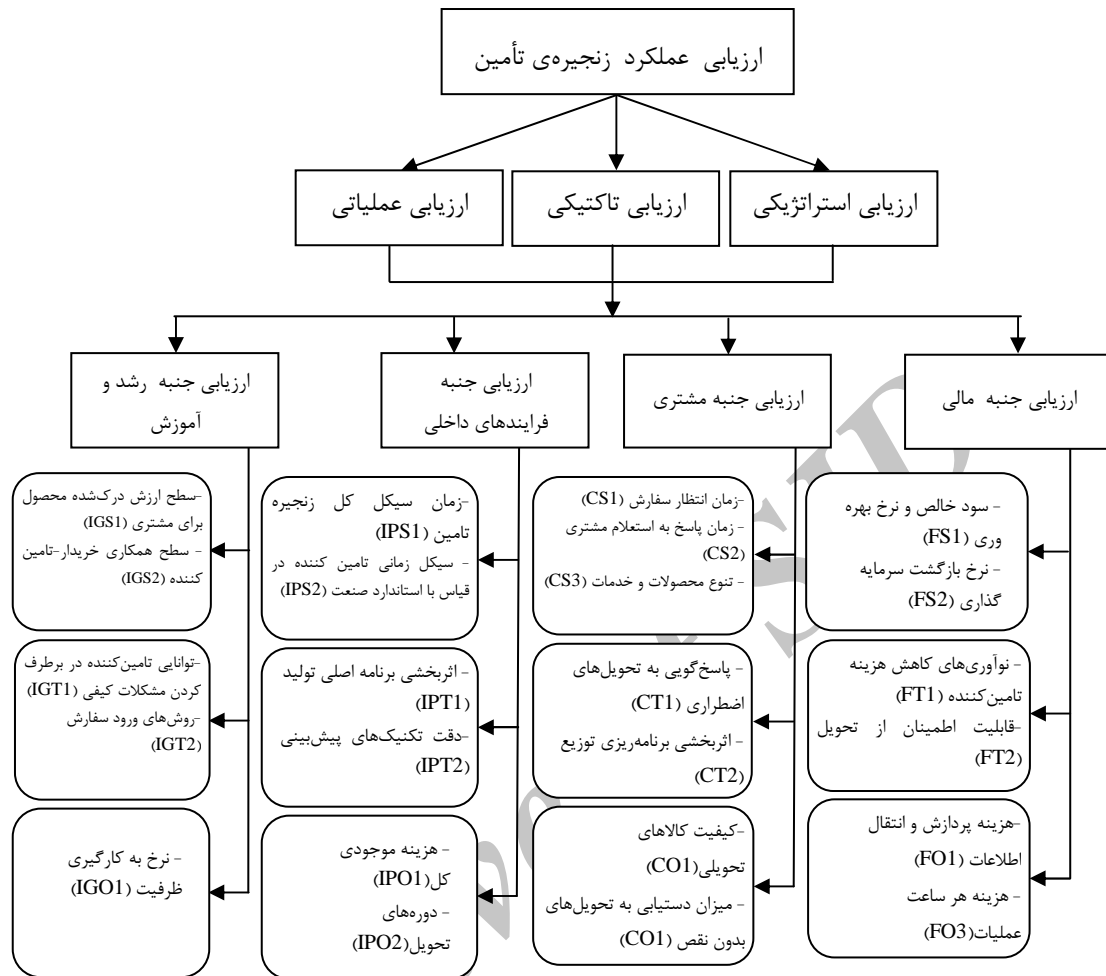 ارزیابی عملکرد زنجیره‌ی تأمین
ارزیابی استراتژیکی
ارزیابی تاکتیکی
ارزیابی عملیاتی
ارزیابی جنبه مالی
ارزیابی جنبه مشتری
ارزیابی جنبه
فرایندهای داخلی
ارزیابی جنبه رشد و
آموزش
- سود خالص و نرخ بهره
وری (FS1)
- نرخ بازگشت سرمایه
گذاری (FS2)
-زمان انتظار سفارش (CS1)
- زمان پاسخ به استعلام مشتری
(CS2)
- تنوع محصولات و خدمات (CS3)
-زمان سیکل کل زنجیره
تامین (IPS1)
- سیکل زمانی تامین کننده در
قیاس با استاندارد صنعت (IPS2)
-سطح ارزش درک‌شده محصول
برای مشتری (IGS1)
- سطح همکاری خریدار-تامین
کننده (IGS2)
- نوآوری‌های کاهش هزینه
تامین‌کننده (FT1)
-قابلیت اطمینان از تحویل
(FT2)
- پاسخ‌گویی به تحویل‌های
اضطراری (CT1)
- اثربخشی برنامه‌ریزی توزیع
(CT2)
- اثربخشی برنامه اصلی تولید
(IPT1)
-دقت تکنیک‌های پیش‌بینی
(IPT2)
-توانایی تامین‌کننده در برطرف
کردن مشکلات کیفی (IGT1)
-روش‌های ورود سفارش
(IGT2)
-هزینه پردازش و انتقال
اطلاعات (FO1)
- هزینه هر ساعت
عملیات(FO3)
-کیفیت کالاهای
تحویلی(CO1)
- میزان دستیابی به تحویل‌های
بدون نقص (CO1)
- هزینه موجودی
کل(IPO1)
- دوره‌های
تحویل(IPO2)
- نرخ به کارگیری
ظرفیت (IGO1)